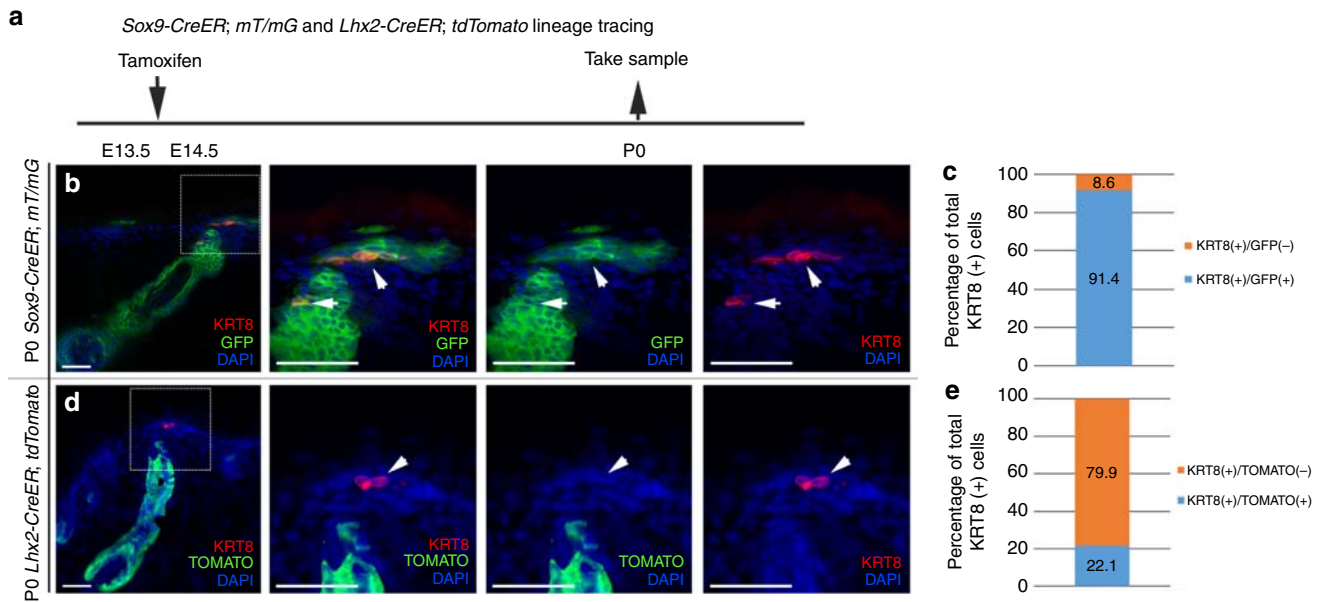 a
Sox9-CreER; mT/mG and Lhx2-CreER; tdTomato lineage tracing
Tamoxifen
Take sample
E13.5 E14.5
P0
P0 Sox9-CreER; mT/mG
b
KRT8
GFP
DAPI
KRT8
GFP
DAPI
GFP
DAPI
KRT8
DAPI
c
Percentage of total
KRT8 (+) cells
100
80
60
40
20
0
8.6
91.4
KRT8(+)/GFP(–)
KRT8(+)/GFP(+)
P0 Lhx2-CreER; tdTomato
d
KRT8
TOMATO
DAPI
KRT8
TOMATO
DAPI
TOMATO
DAPI
KRT8
DAPI
e
Percentage of total
KRT8 (+) cells
100
80
60
40
20
0
79.9
22.1
KRT8(+)/TOMATO(–)
KRT8(+)/TOMATO(+)